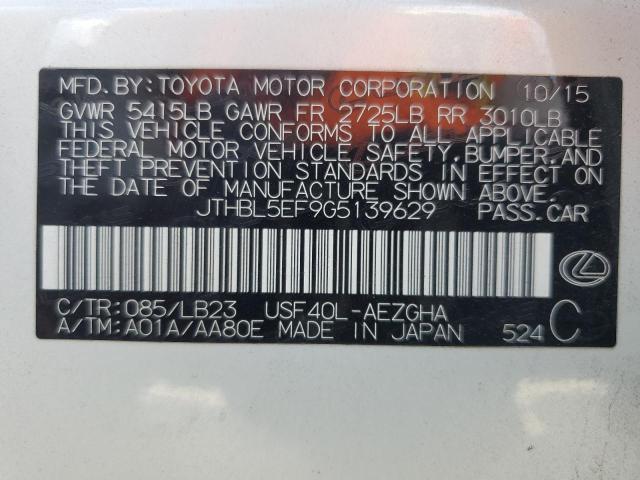 MFD. BY: TOYOTA MOTOR CORPORATION 10/15
GVWR 5415LB GAWR FR 2725LB RR 3010LB
THIS VEHICLE CONFORMS TO ALL APPLICABLE
FEDERAL MOTOR VEHICLE SAFETY, BUMPER, AND
THEFT PREVENTION STANDARDS IN EFFECT ON
THE DATE OF MANUFACTURE SHOWN ABOVE.
JTHBL5EF9G5139629 PASS. CAR
C/TR: 085/LB23 USF40L-AEZGHA
A/TM: A01A/AA80E MADE IN JAPAN 524 C